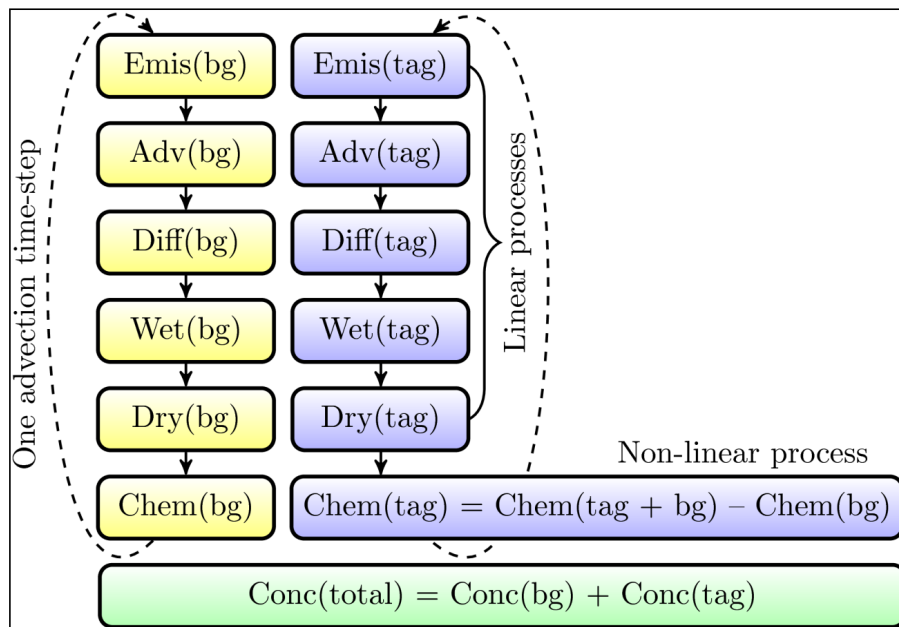 One advection time-step
Emis(bg)
Adv(bg)
Diff(bg)
Wet(bg)
Dry(bg)
Chem(bg)
Emis(tag)
Adv(tag)
Diff(tag)
Wet(tag)
Dry(tag)
Linear processes
Non-linear process
Chem(tag) = Chem(tag + bg) – Chem(bg)
Conc(total) = Conc(bg) + Conc(tag)